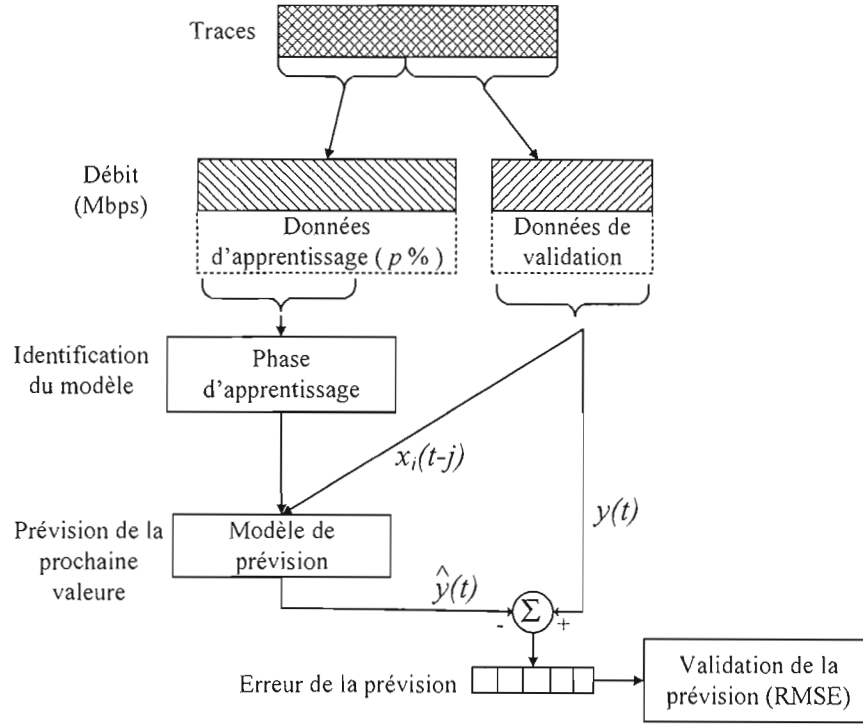 Traces
Débit
(Mbps)
Données
d'apprentissage ( p % )
Données de
validation
Identification
du modèle
Phase
d'apprentissage
x_i(t-j)
y(t)
Prévision de la
prochaine
valeure
Modèle de
prévision
ŷ(t)
Σ
-
+
Erreur de la prévision
Validation de la
prévision (RMSE)